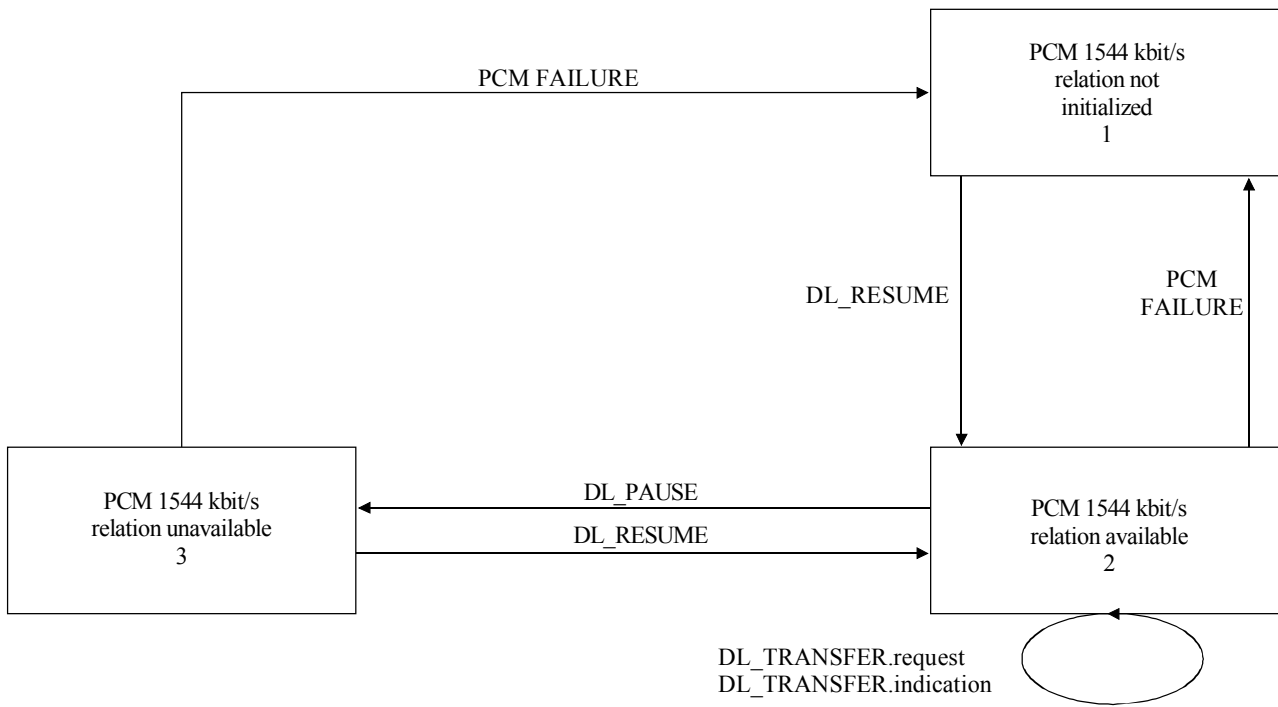 PCM FAILURE
PCM 1544 kbit/s
relation not
initialized
1
DL_RESUME
PCM
FAILURE
PCM 1544 kbit/s
relation unavailable
3
DL_PAUSE
DL_RESUME
PCM 1544 kbit/s
relation available
2
DL_TRANSFER.request
DL_TRANSFER.indication